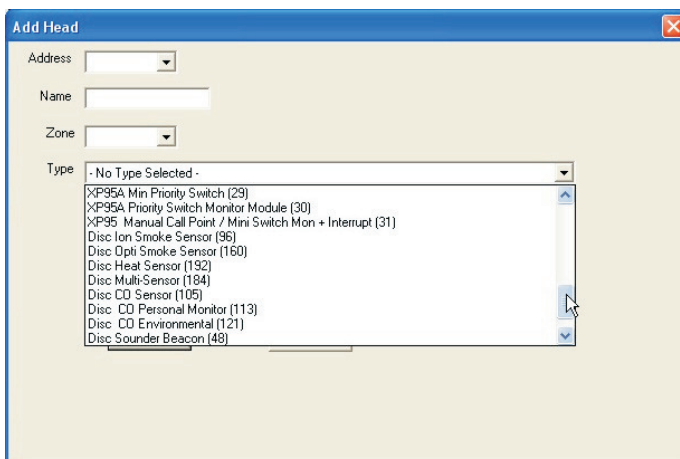 Add Head
Address
Name
Zone
Type - No Type Selected -
XP95A Min Priority Switch (29)
XP95A Priority Switch Monitor Module (30)
XP95 Manual Call Point / Mini Switch Mon + Interrupt (31)
Disc Ion Smoke Sensor (96)
Disc Opti Smoke Sensor (160)
Disc Heat Sensor (192)
Disc Multi-Sensor (184)
Disc CO Sensor (105)
Disc CO Personal Monitor (113)
Disc CO Environmental (121)
Disc Sounder Beacon (48)